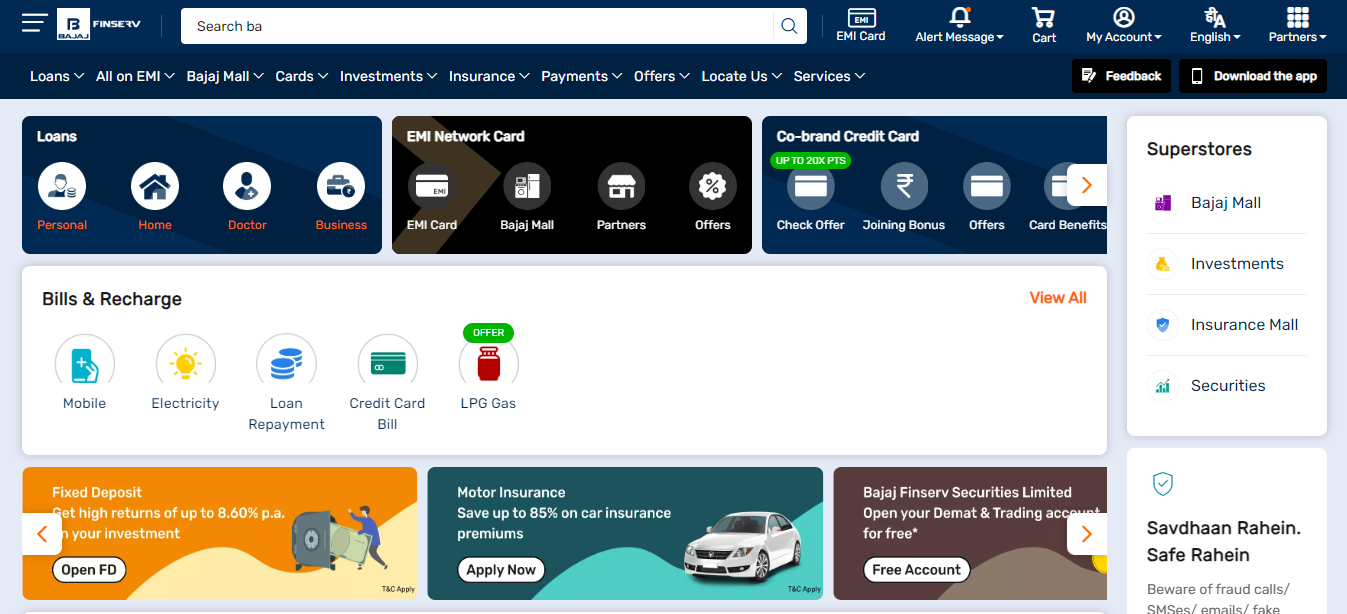 B
BAJAJ
FINSERV
Search ba
EMI
EMI Card
Alert Message
Cart
My Account
हीA
English
Partners
Loans
All on EMI
Bajaj Mall
Cards
Investments
Insurance
Payments
Offers
Locate Us
Services
Feedback
Download the app
Loans
Personal
Home
Doctor
Business
EMI Network Card
EMI
EMI Card
Bajaj Mall
Partners
Offers
Co-brand Credit Card
UP TO 20X PTS
Check Offer
Joining Bonus
Offers
Card Benefits
Bills & Recharge
View All
Mobile
Electricity
Loan
Repayment
Credit Card
Bill
OFFER
LPG Gas
Fixed Deposit
Get high returns of up to 8.60% p.a.
on your investment
Open FD
T&C Apply
Motor Insurance
Save up to 85% on car insurance
premiums
Apply Now
T&C Apply
Bajaj Finserv Securities Limited
Open your Demat & Trading account
for free*
Free Account
Superstores
Bajaj Mall
Investments
Insurance Mall
Securities
Savdhaan Rahein.
Safe Rahein
Beware of fraud calls/
SMSes/ emails/ fake